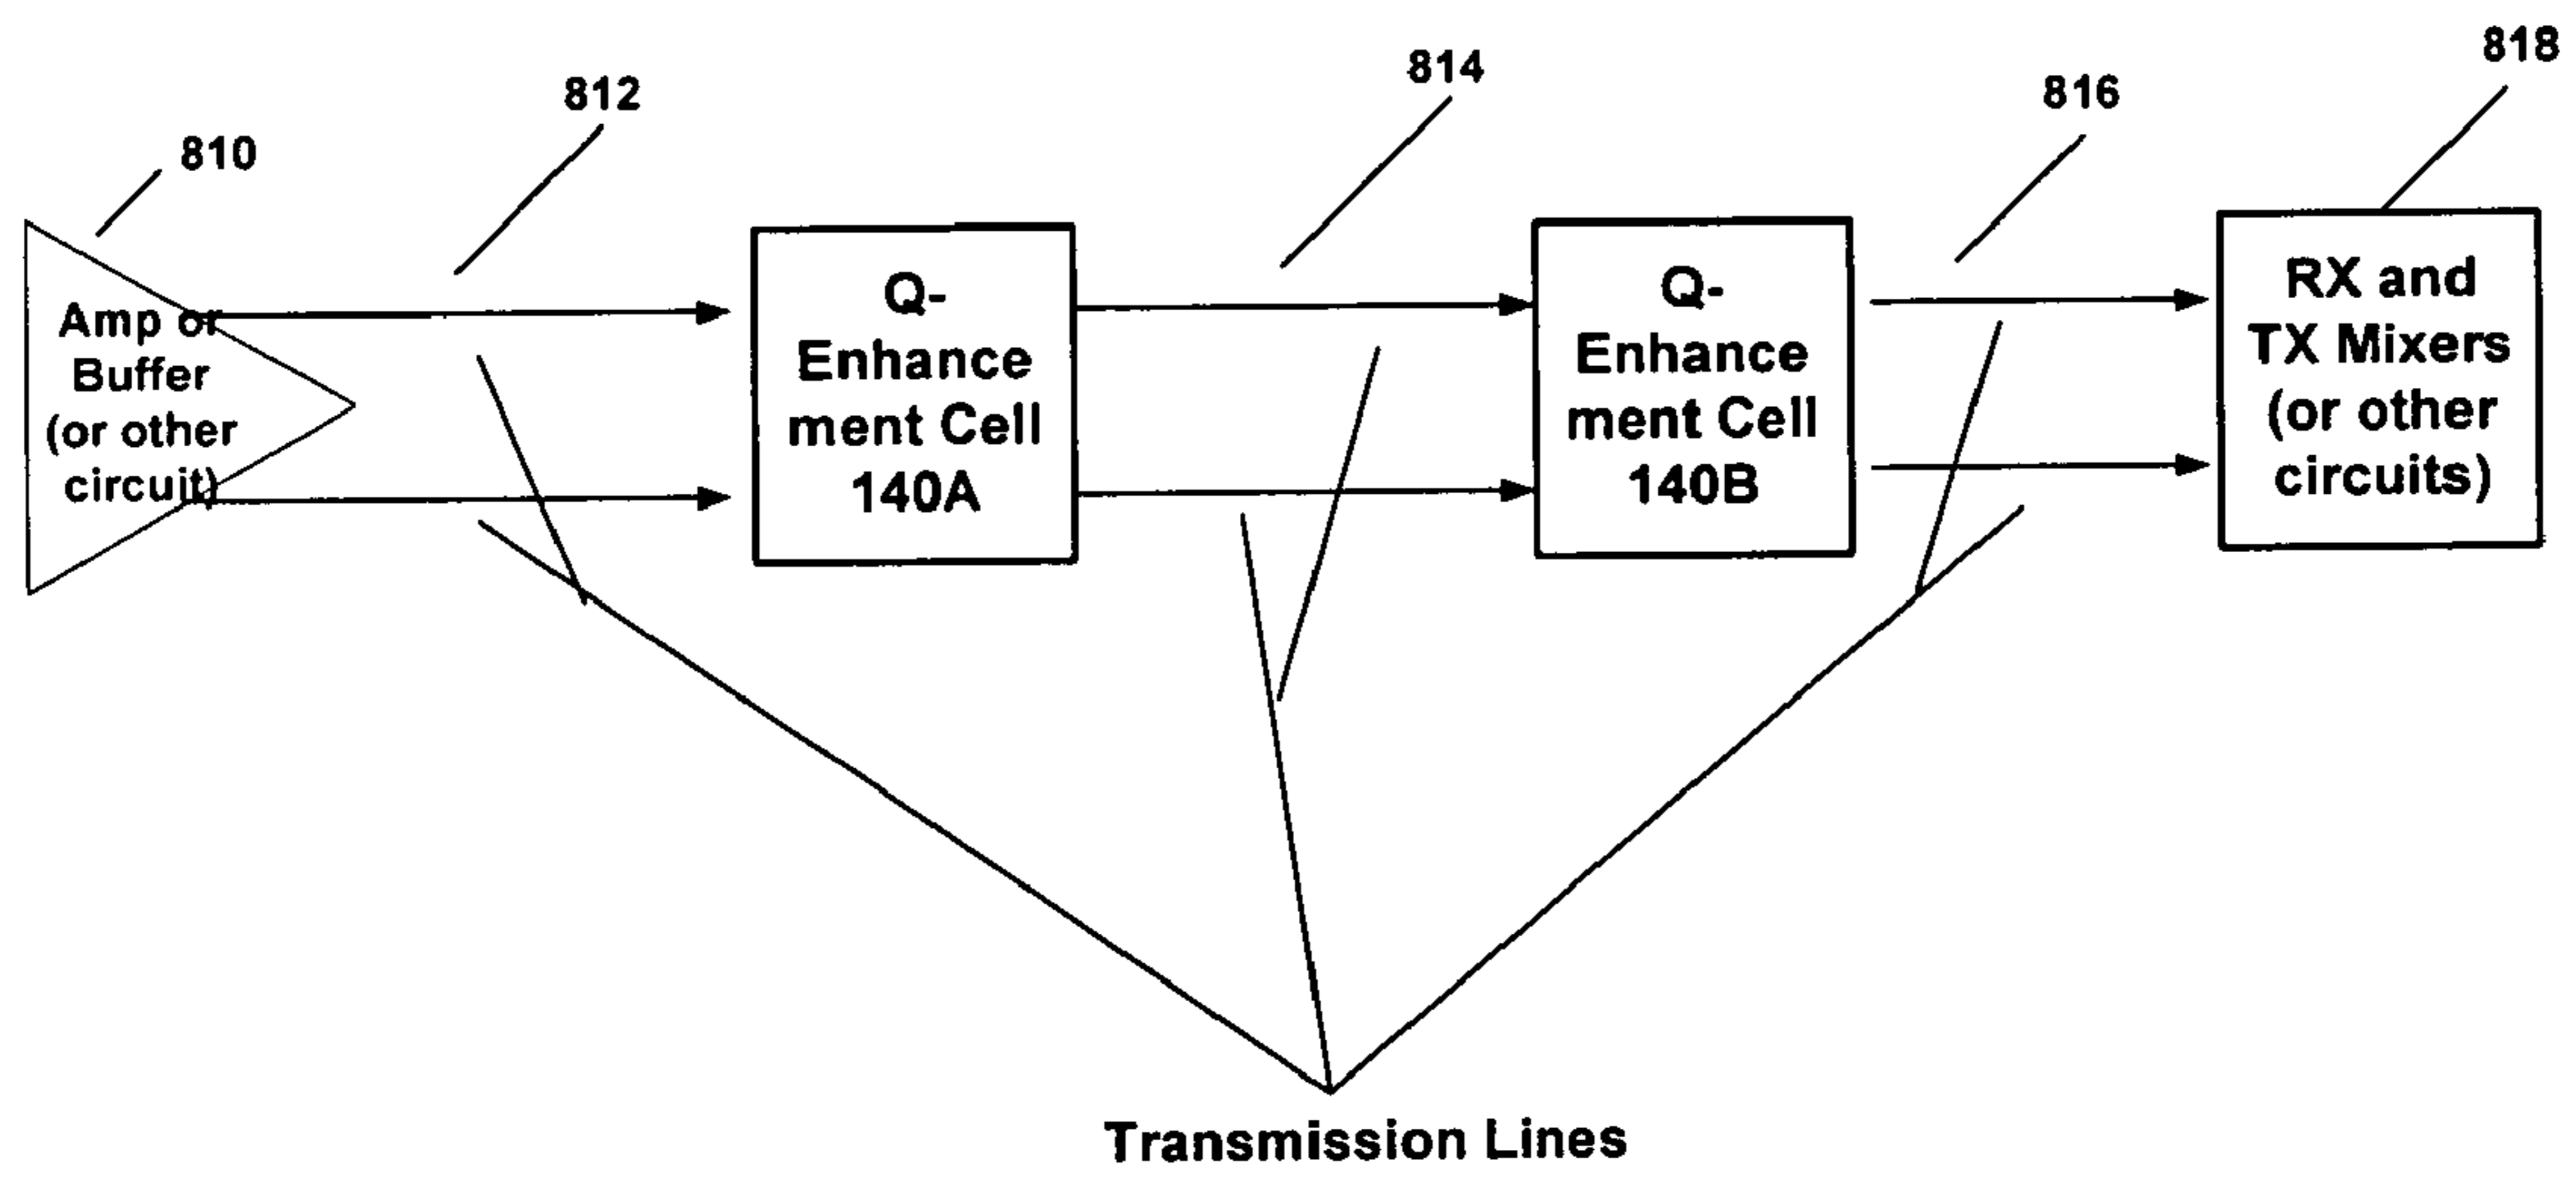 818
814
812
816
810
Amp or
Buffer
(or other
circuit)
Q-
Enhance
ment Cell
140A
Q-
Enhance
ment Cell
140B
RX and
TX Mixers
(or other
circuits)
Transmission Lines